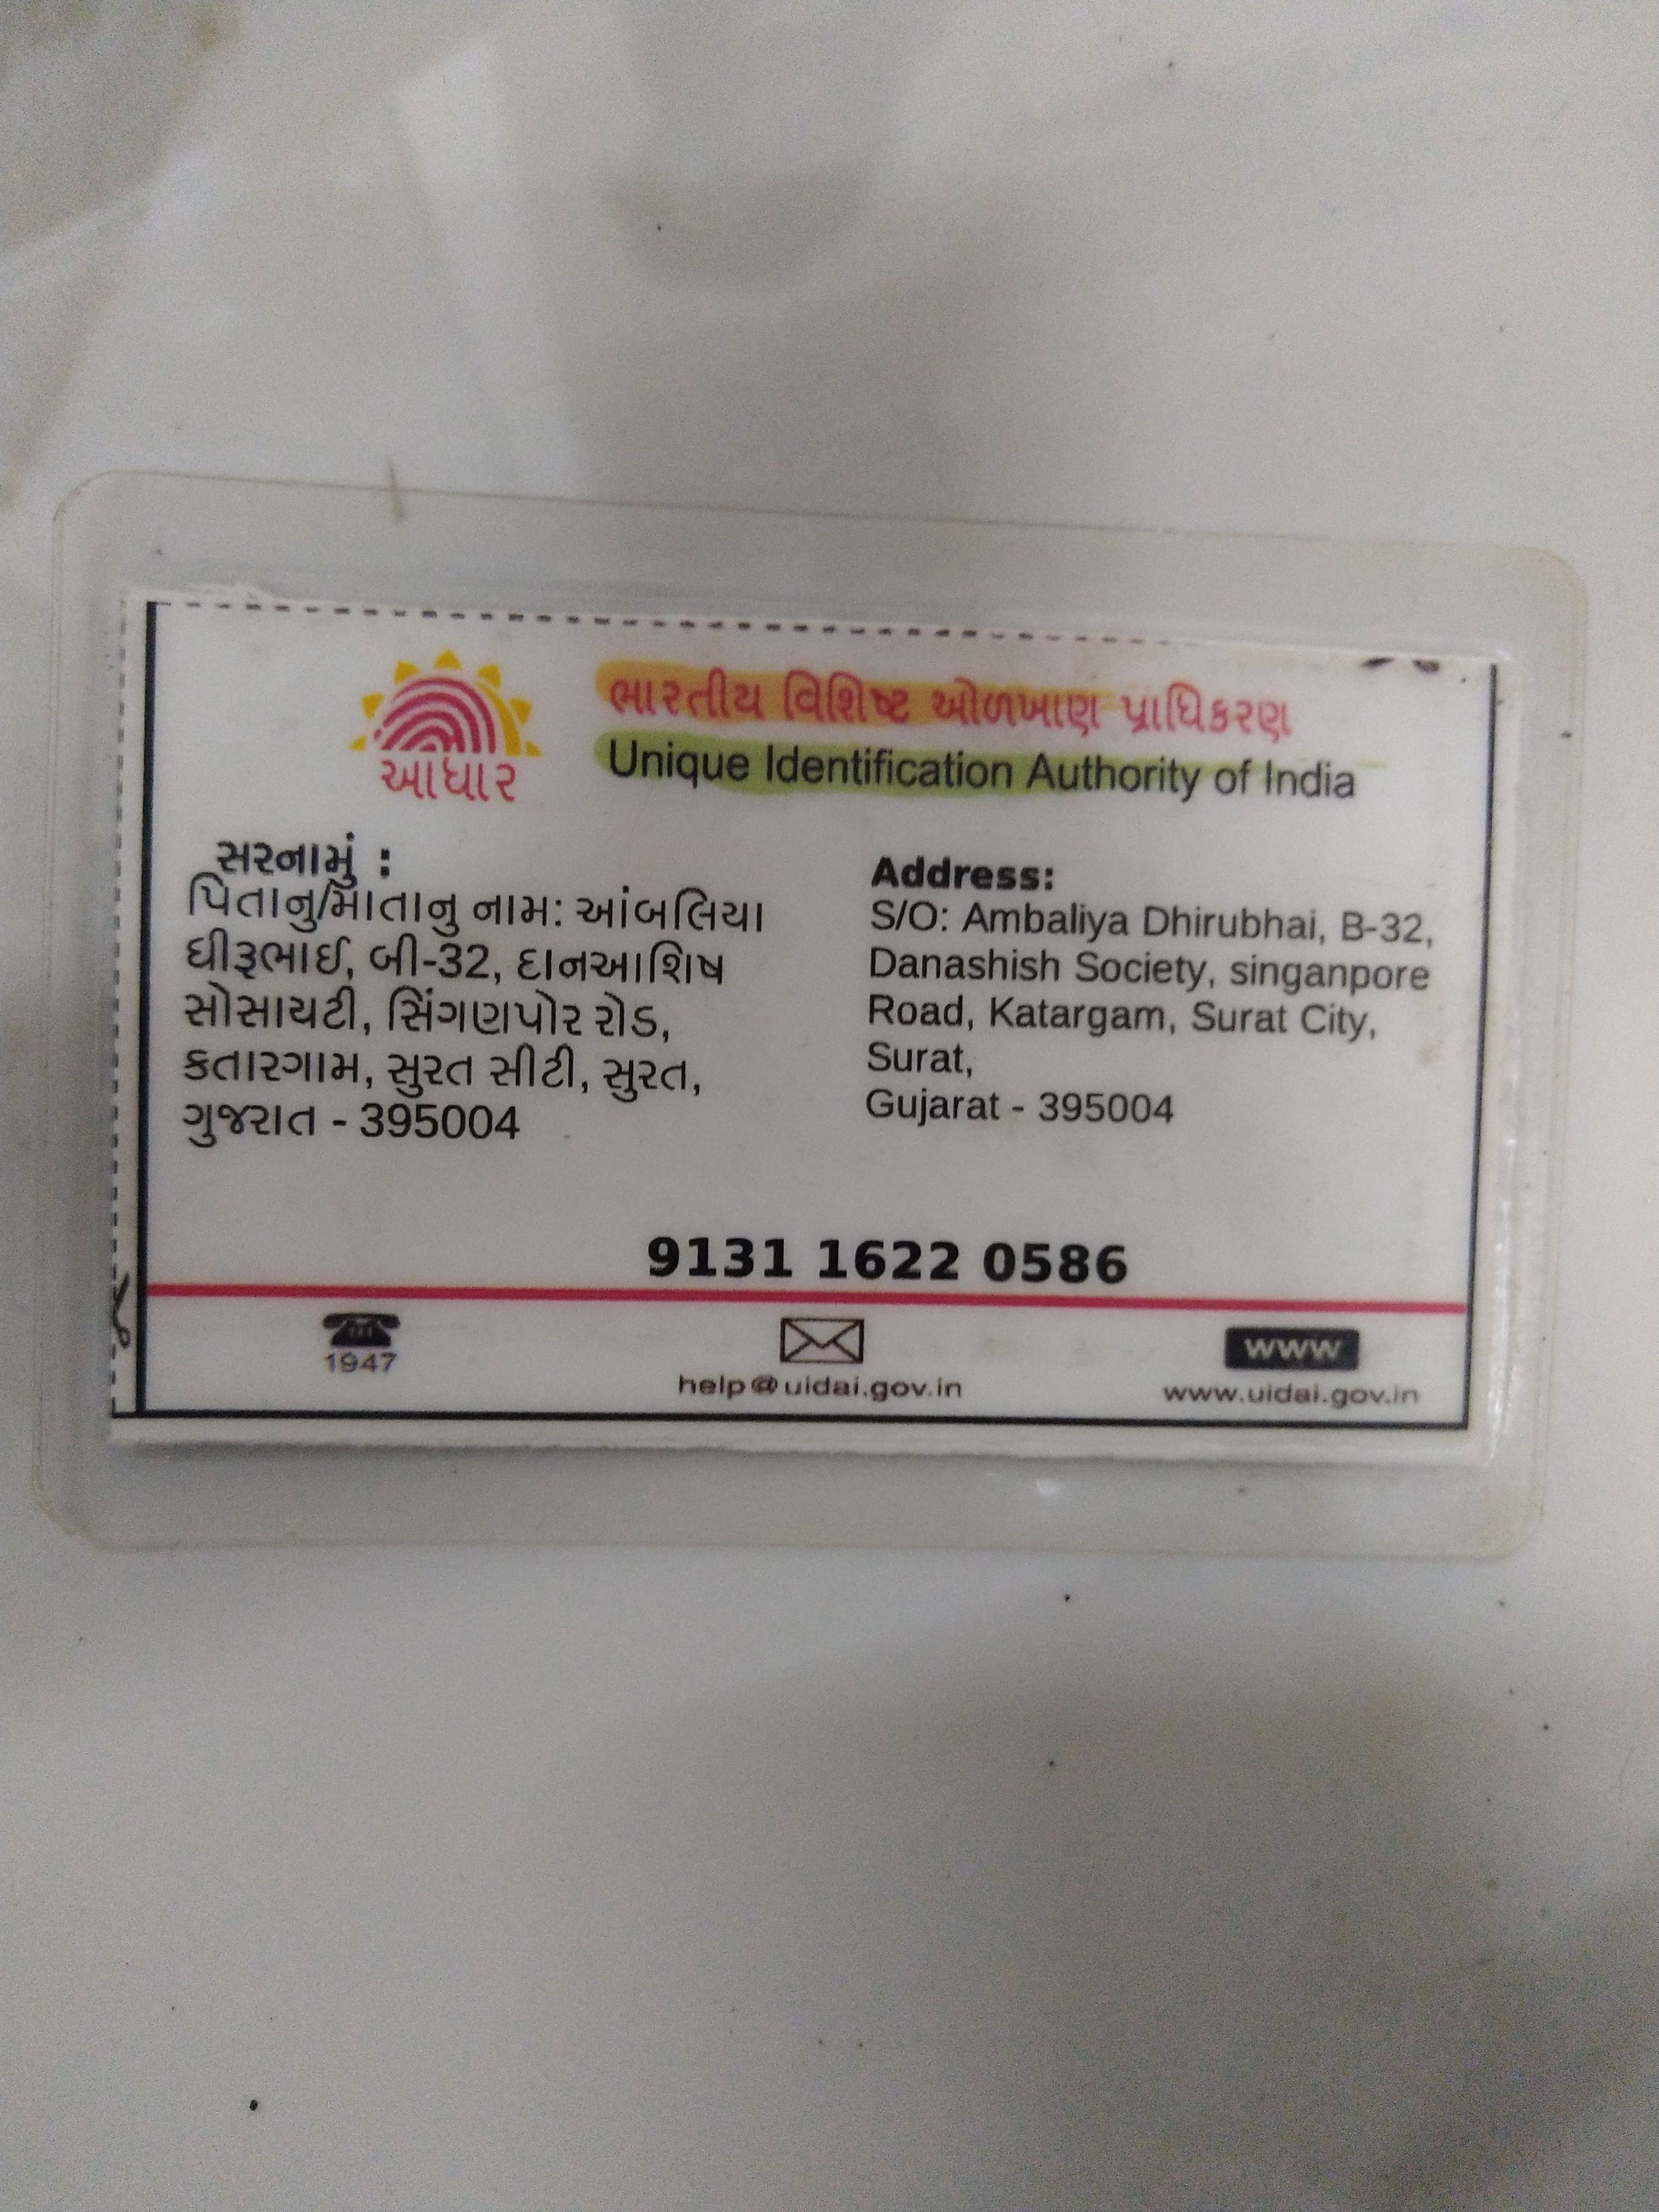 આધાર
ભારતીય વિશિષ્ટ ઓળખાણ પ્રાધિકરણ
Unique Identification Authority of India
સરનામું :
પિતાનુ/માતાનુ નામ: આંબલિયા
ધીરૂભાઈ, બી-32, દાનઆશિષ
સોસાયટી, સિંગણપોર રોડ,
કતારગામ, સુરત સીટી, સુરત,
ગુજરાત - 395004
Address:
S/O: Ambaliya Dhirubhai, B-32,
Danashish Society, singanpore
Road, Katargam, Surat City,
Surat,
Gujarat - 395004
9131 1622 0586
1947
help@uidai.gov.in
WWW
www.uidai.gov.in